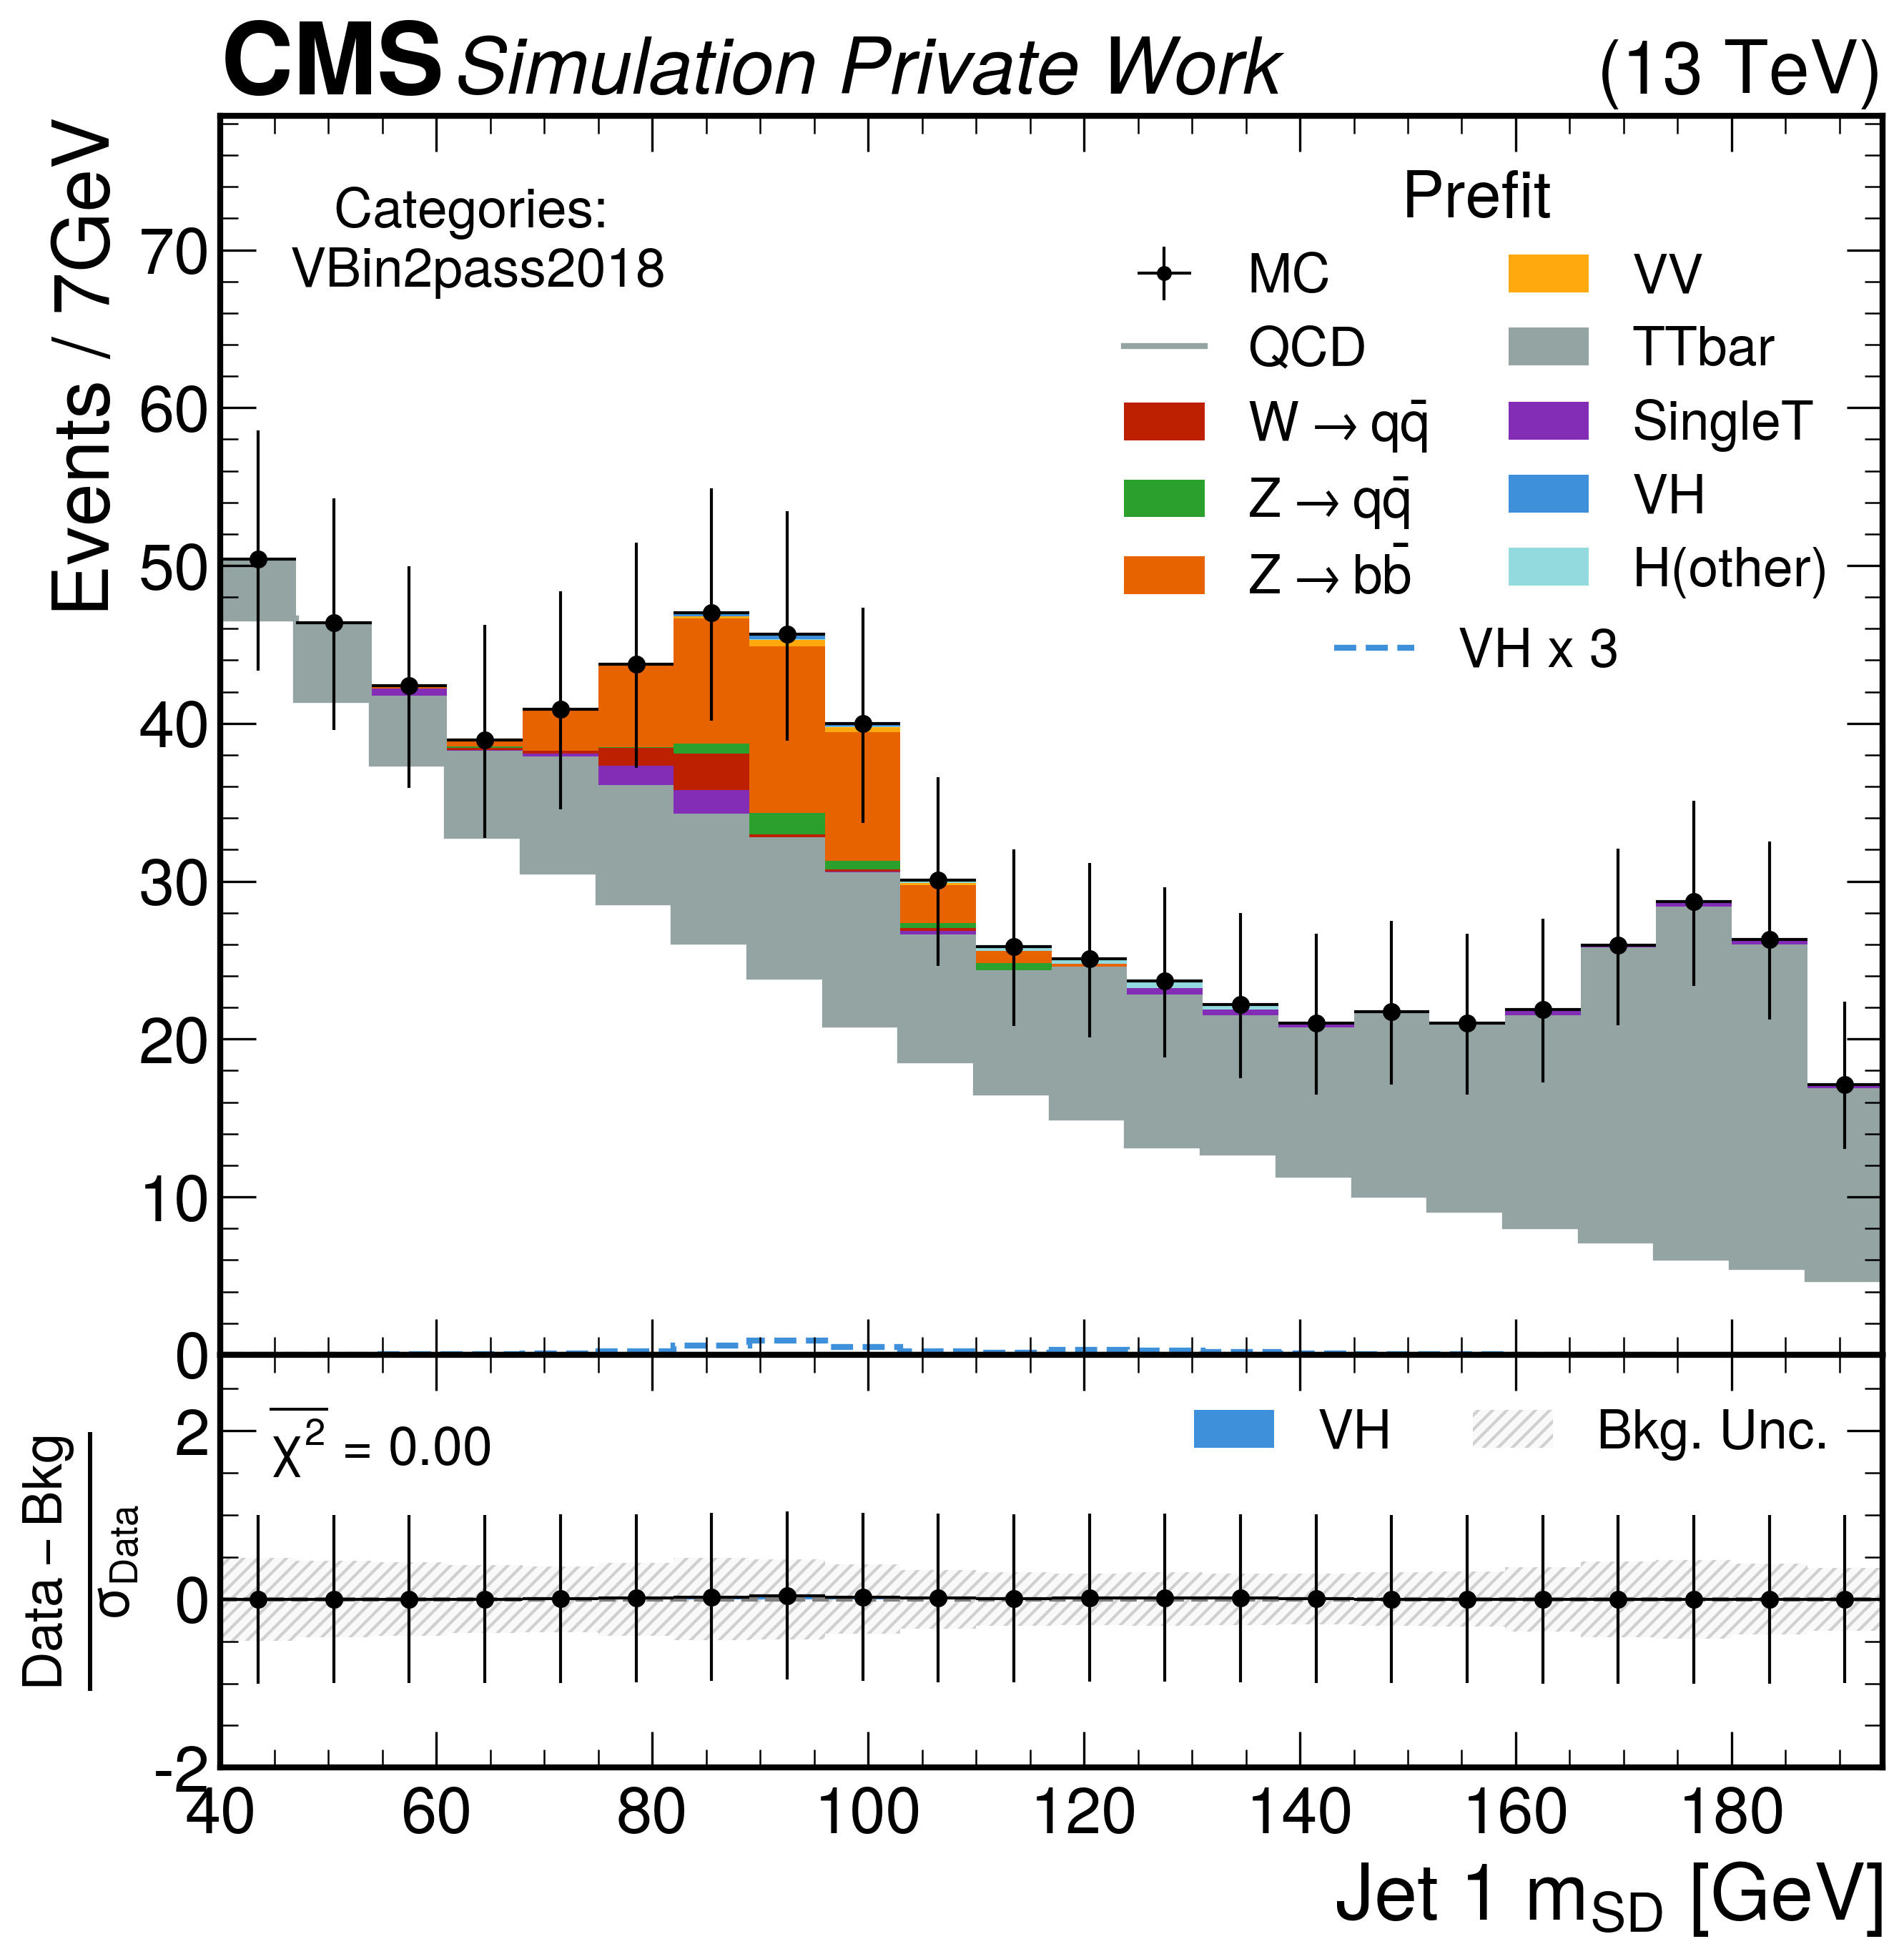 CMS Simulation Private Work (13 TeV)
Events / 7GeV
Categories:
VBin2pass2018
Prefit
MC
QCD
W → qq̄
Z → qq̄
Z → bb̄
VV
TTbar
SingleT
VH
H(other)
VH x 3
70
60
50
40
30
20
10
0
Data − Bkg
σData
χ² = 0.00
VH
Bkg. Unc.
2
0
-2
40 60 80 100 120 140 160 180
Jet 1 mSD [GeV]